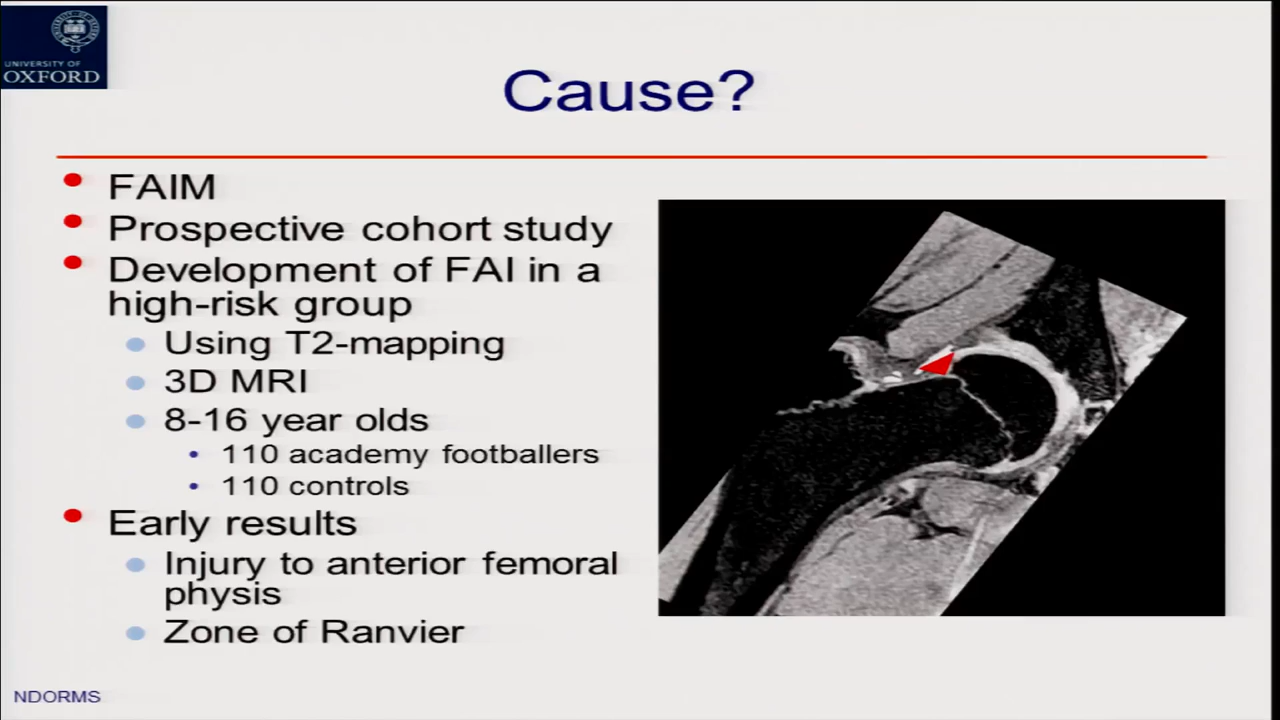 UNIVERSITY OF
OXFORD
Cause?
FAIM
Prospective cohort study
Development of FAI in a
high-risk group
Using T2-mapping
3D MRI
8-16 year olds
110 academy footballers
110 controls
Early results
Injury to anterior femoral
physis
Zone of Ranvier
NDORMS